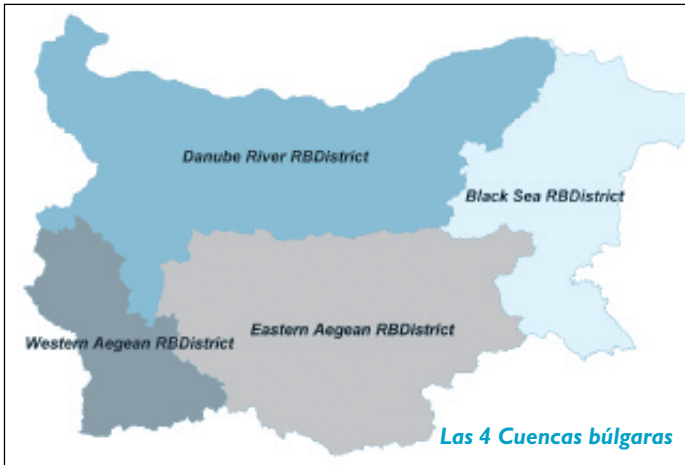 Danube River RBDistrict
Black Sea RBDistrict
Eastern Aegean RBDistrict
Western Aegean RBDistrict
Las 4 Cuencas búlgaras